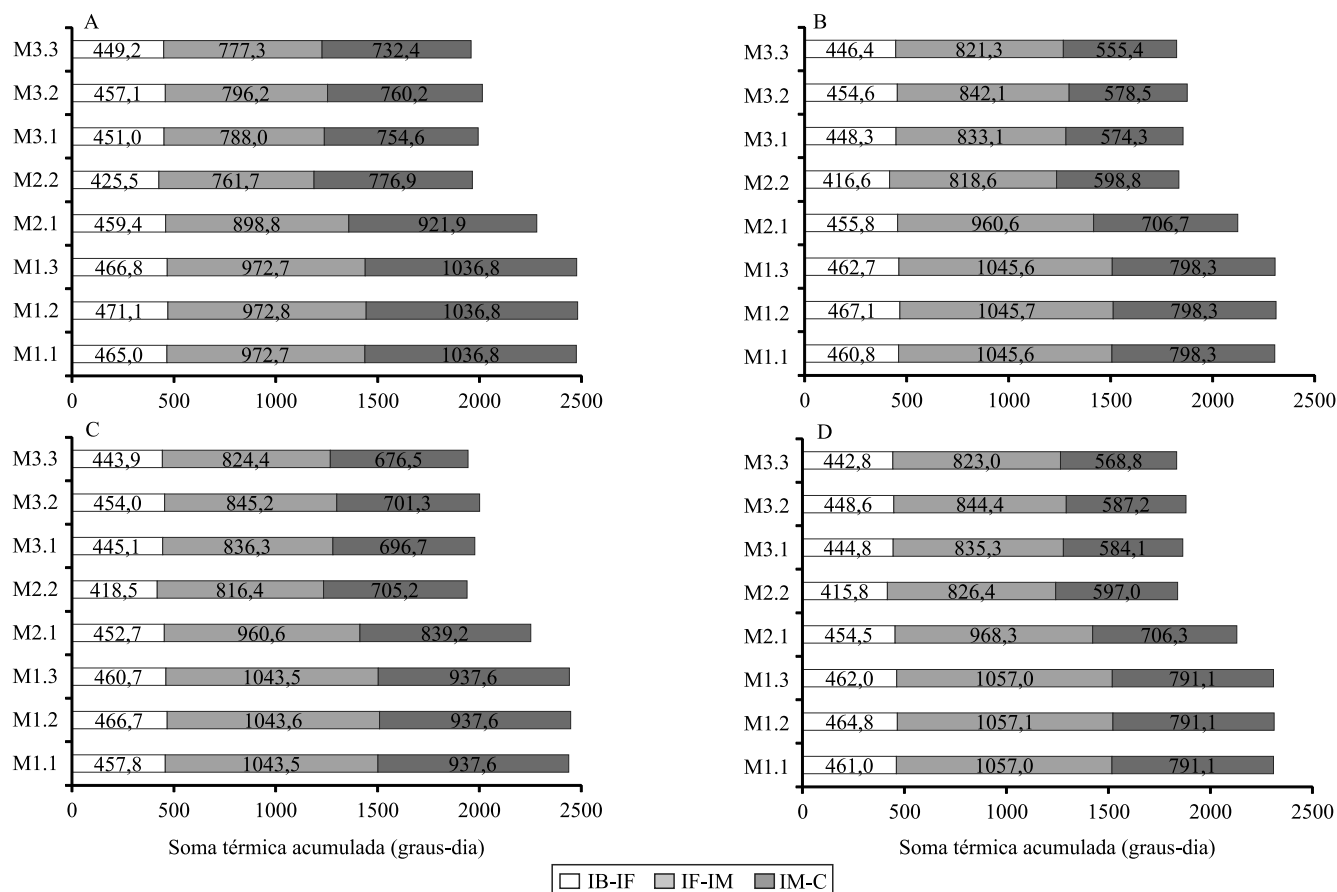 A
M3.3 449,2 777,3 732,4
M3.2 457,1 796,2 760,2
M3.1 451,0 788,0 754,6
M2.2 425,5 761,7 776,9
M2.1 459,4 898,8 921,9
M1.3 466,8 972,7 1036,8
M1.2 471,1 972,8 1036,8
M1.1 465,0 972,7 1036,8
0 500 1000 1500 2000 2500
B
M3.3 446,4 821,3 555,4
M3.2 454,6 842,1 578,5
M3.1 448,3 833,1 574,3
M2.2 416,6 818,6 598,8
M2.1 455,8 960,6 706,7
M1.3 462,7 1045,6 798,3
M1.2 467,1 1045,7 798,3
M1.1 460,8 1045,6 798,3
0 500 1000 1500 2000 2500
C
M3.3 443,9 824,4 676,5
M3.2 454,0 845,2 701,3
M3.1 445,1 836,3 696,7
M2.2 418,5 816,4 705,2
M2.1 452,7 960,6 839,2
M1.3 460,7 1043,5 937,6
M1.2 466,7 1043,6 937,6
M1.1 457,8 1043,5 937,6
0 500 1000 1500 2000 2500
Soma térmica acumulada (graus-dia)
D
M3.3 442,8 823,0 568,8
M3.2 448,6 844,4 587,2
M3.1 444,8 835,3 584,1
M2.2 415,8 826,4 597,0
M2.1 454,5 968,3 706,3
M1.3 462,0 1057,0 791,1
M1.2 464,8 1057,1 791,1
M1.1 461,0 1057,0 791,1
0 500 1000 1500 2000 2500
Soma térmica acumulada (graus-dia)
IB-IF IF-IM IM-C